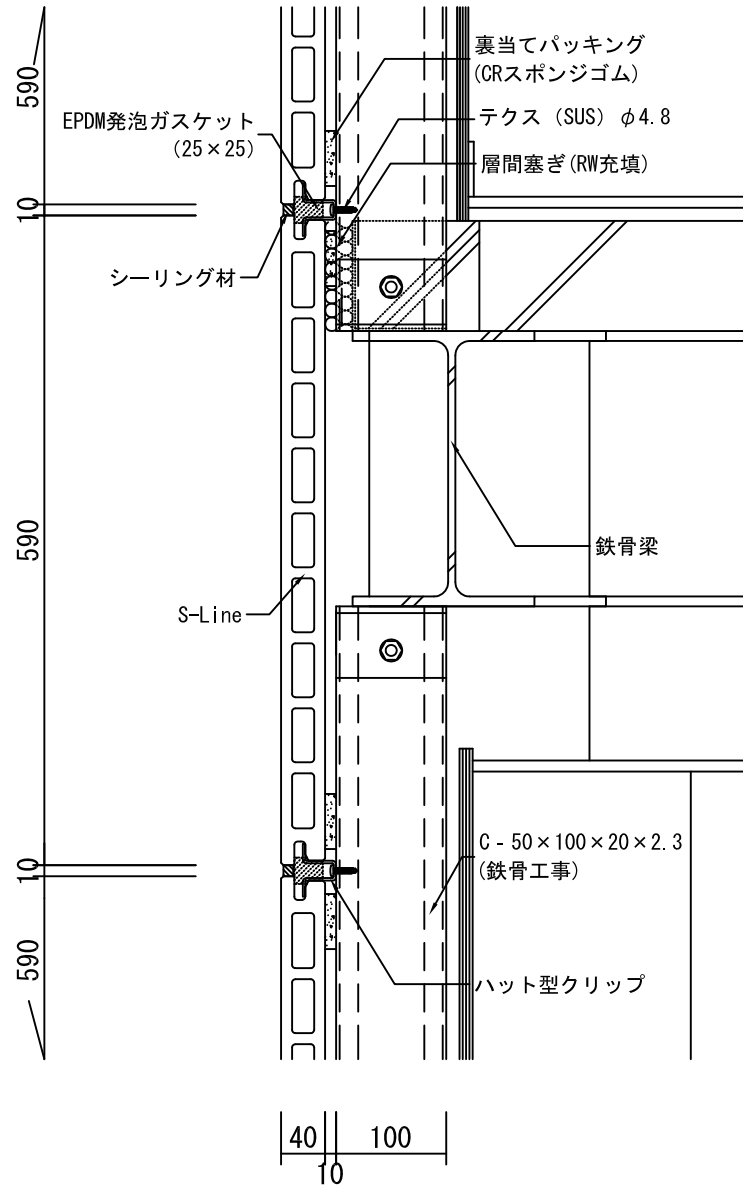 590
裏当てパッキング
(CRスポンジゴム)
EPDM発泡ガスケット
(25×25)
テクス (SUS) φ4.8
層間塞ぎ(RW充填)
10
シーリング材
590
鉄骨梁
S-Line
10
C-50×100×20×2.3
(鉄骨工事)
590
ハット型クリップ
40
100
10